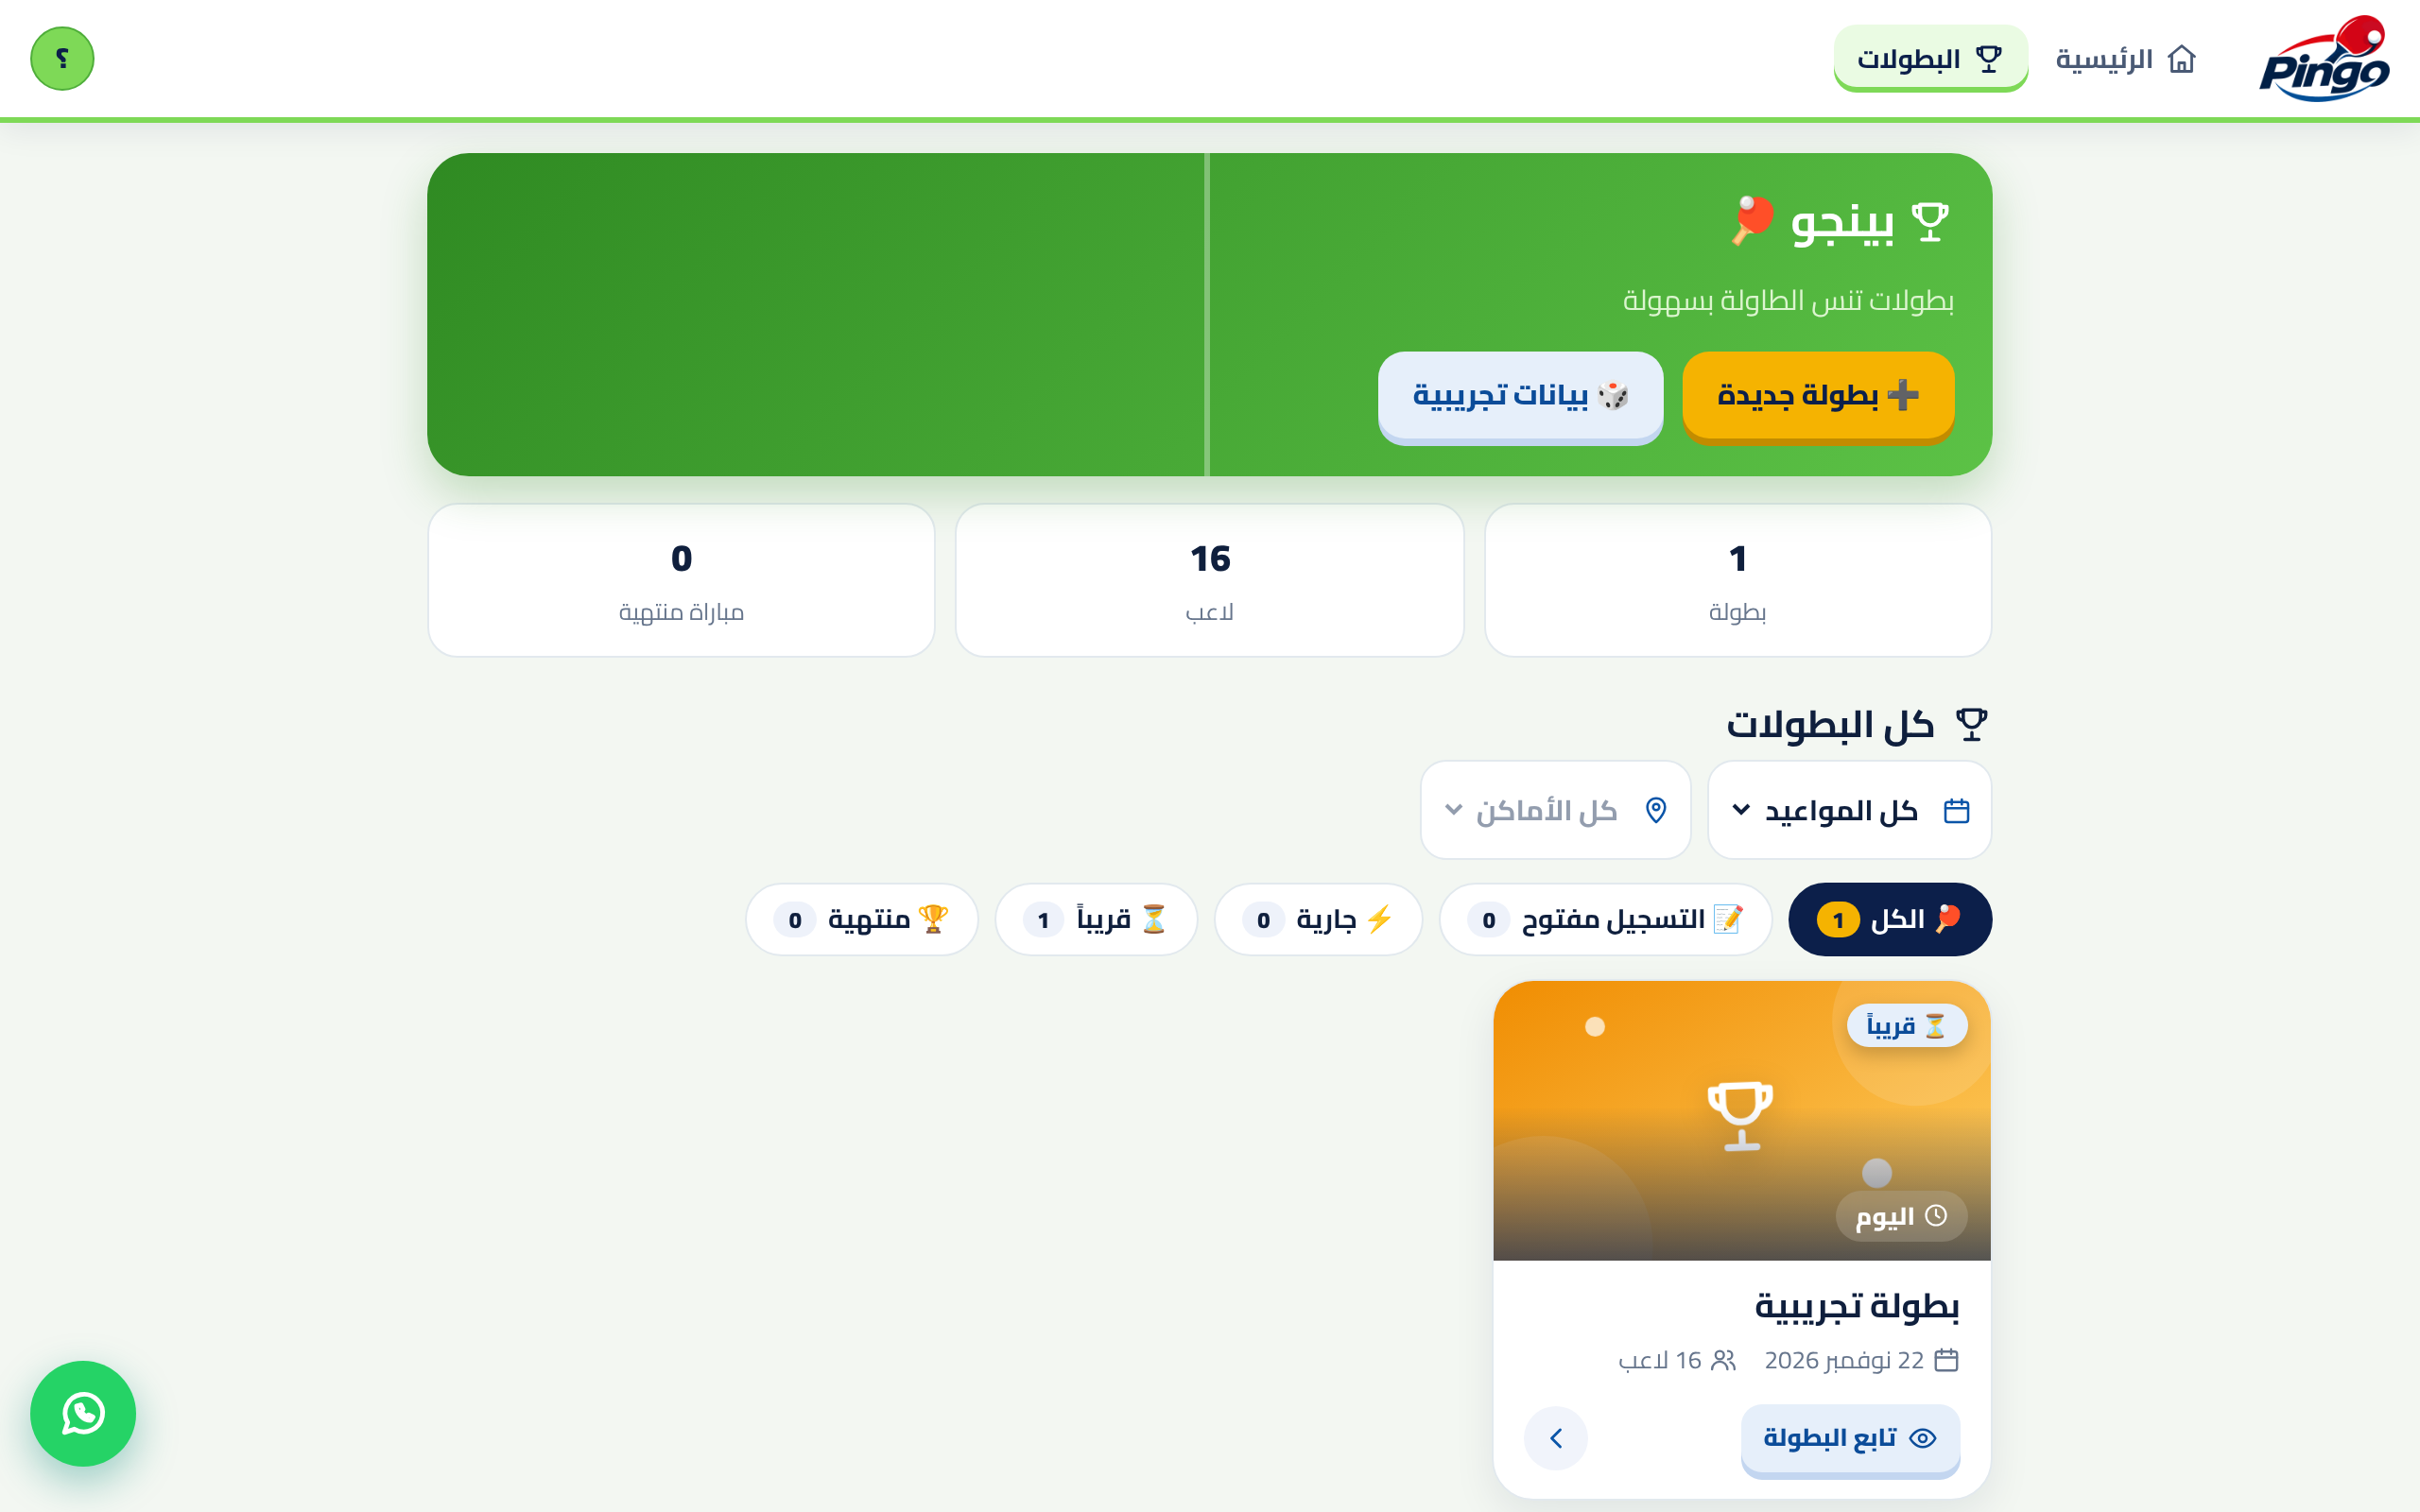 Pingo
الرئيسية
البطولات
؟
بينجو
بطولات تنس الطاولة بسهولة
بطولة جديدة
بيانات تجريبية
1
بطولة
16
لاعب
0
مباراة منتهية
كل البطولات
كل المواعيد
كل الأماكن
الكل 1
التسجيل مفتوح 0
جارية 0
قريباً 1
منتهية 0
قريباً
اليوم
بطولة تجريبية
22 نوفمبر 2026
16 لاعب
تابع البطولة